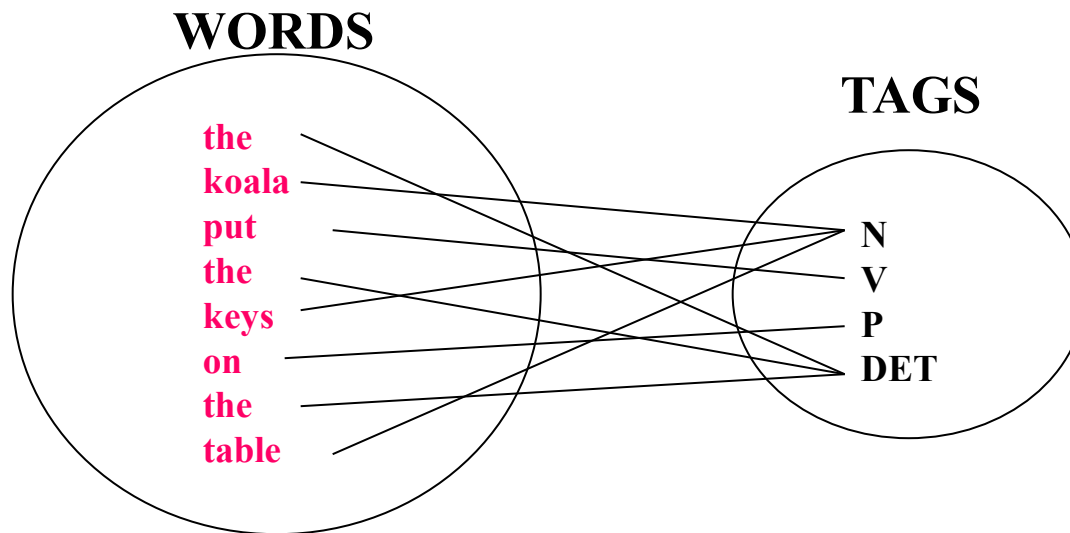 WORDS
the
koala
put
the
keys
on
the
table
TAGS
N
V
P
DET